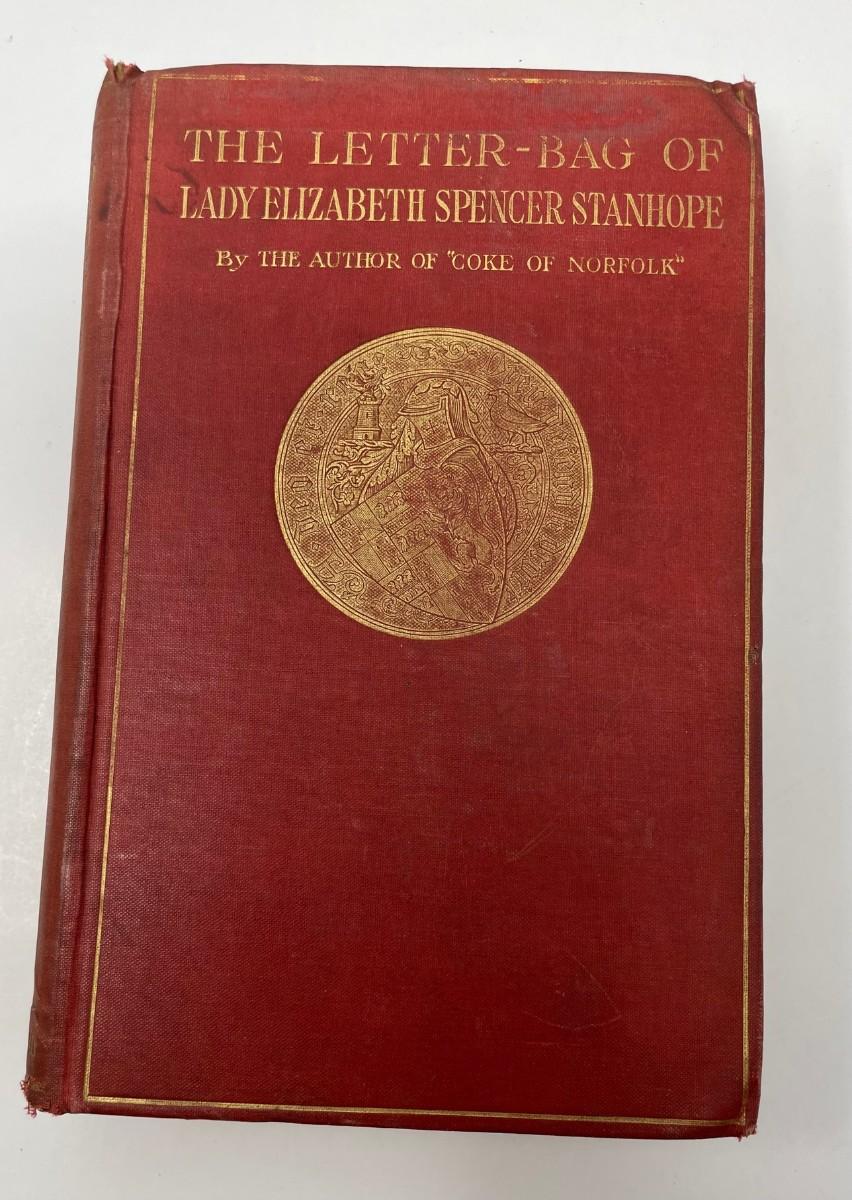 THE LETTER-BAG OF
LADY ELIZABETH SPENCER STANHOPE
By THE AUTHOR OF "COKE OF NORFOLK"